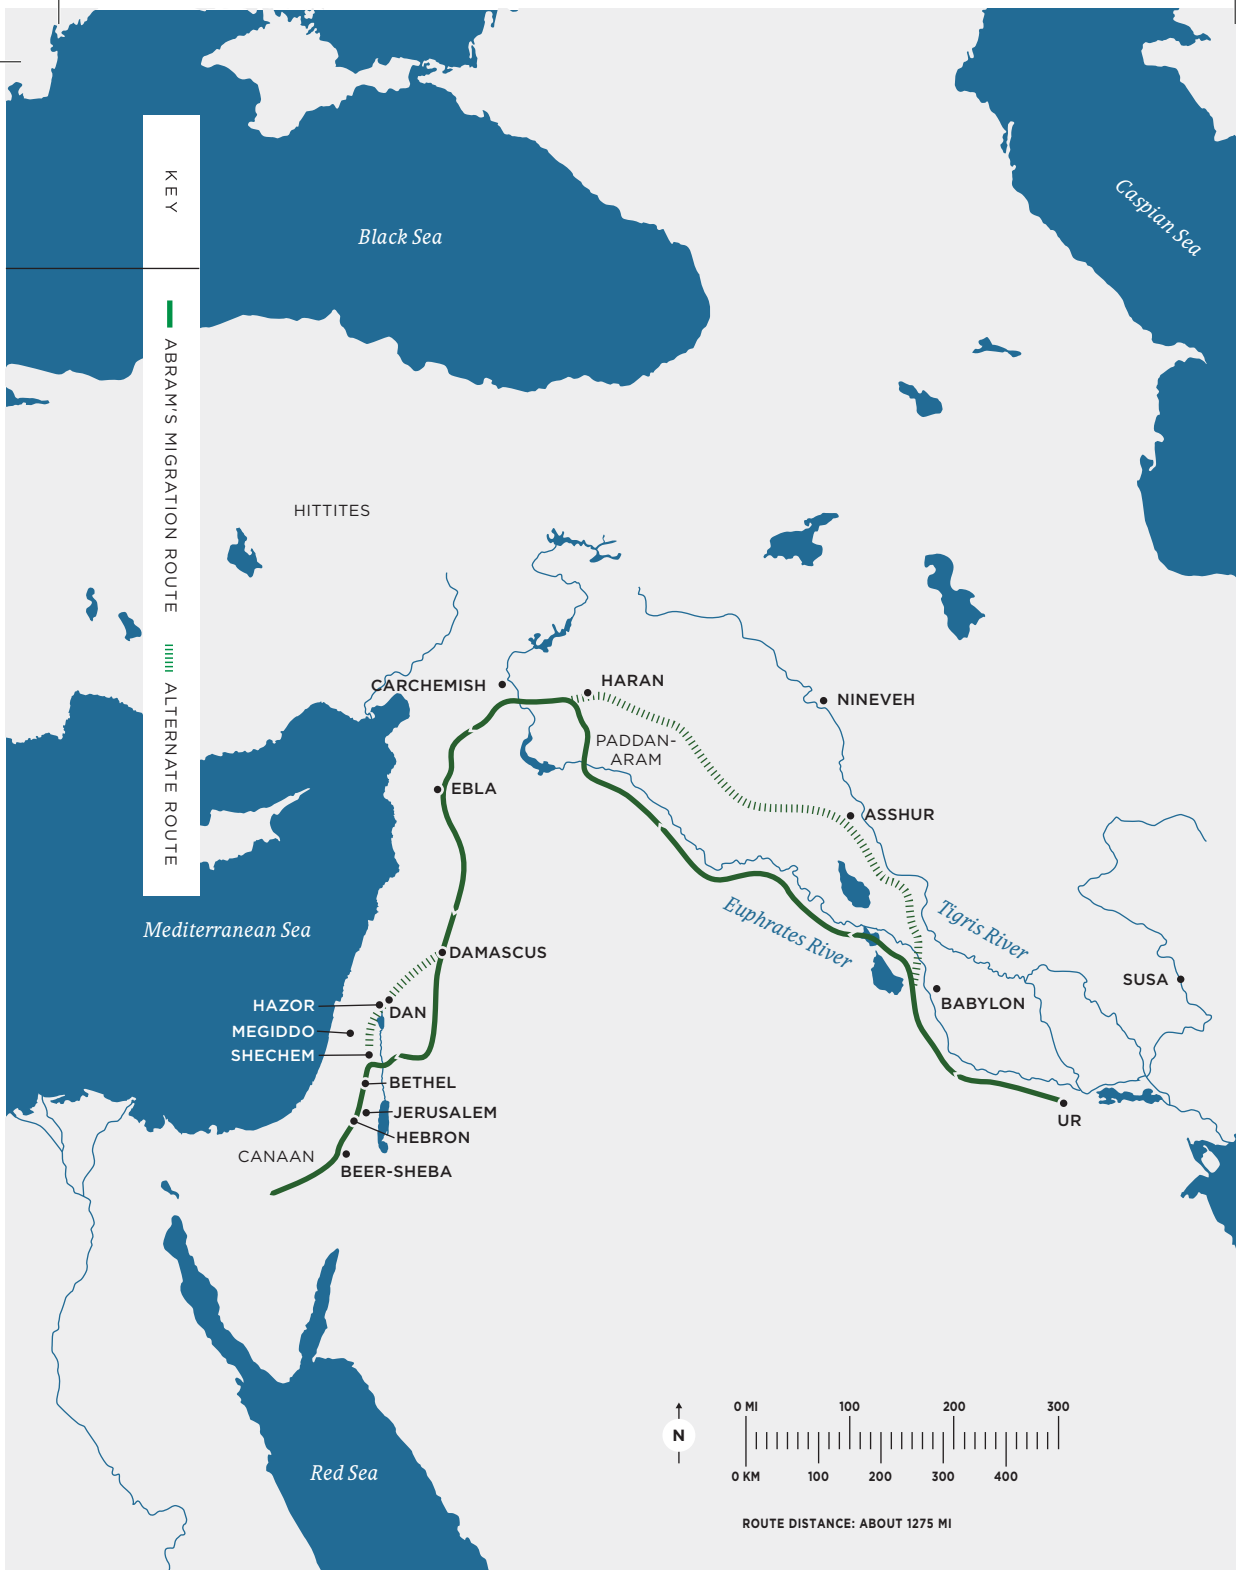 KEY
ABRAM'S MIGRATION ROUTE
ALTERNATE ROUTE
Black Sea
Caspian Sea
HITTITES
CARCHEMISH
HARAN
NINEVEH
PADDAN-
ARAM
EBLA
ASSHUR
Mediterranean Sea
Euphrates River
Tigris River
DAMASCUS
SUSA
HAZOR
DAN
BABYLON
MEGIDDO
SHECHEM
BETHEL
JERUSALEM
UR
HEBRON
CANAAN
BEER-SHEBA
Red Sea
N
0 MI 100 200 300
0 KM 100 200 300 400
ROUTE DISTANCE: ABOUT 1275 MI